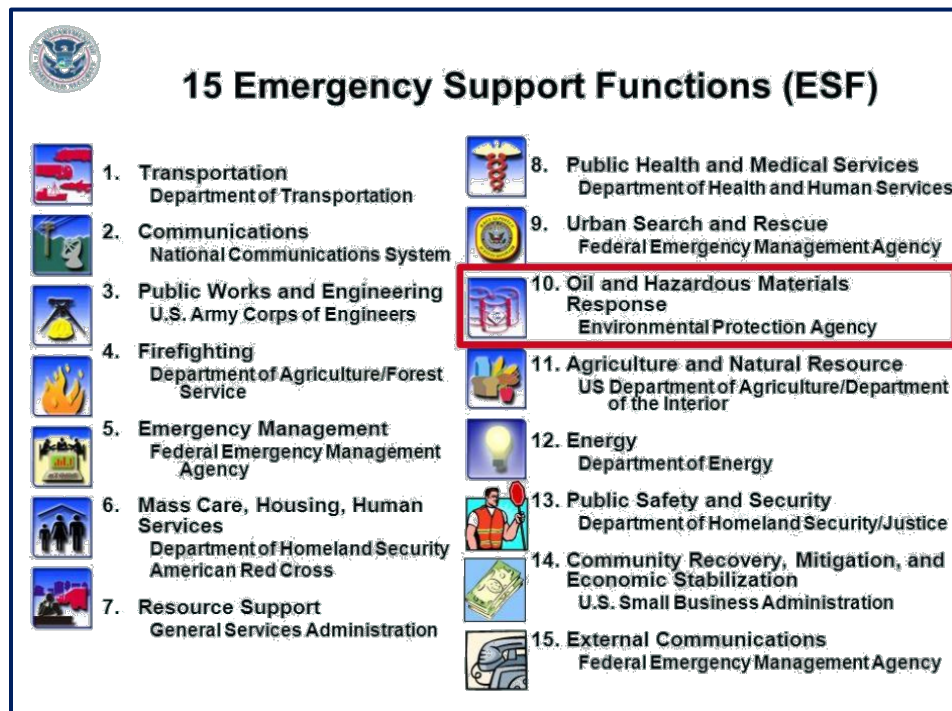 15 Emergency Support Functions (ESF)
1. Transportation
Department of Transportation
2. Communications
National Communications System
3. Public Works and Engineering
U.S. Army Corps of Engineers
4. Firefighting
Department of Agriculture/Forest
Service
5. Emergency Management
Federal Emergency Management
Agency
6. Mass Care, Housing, Human
Services
Department of Homeland Security
American Red Cross
7. Resource Support
General Services Administration
8. Public Health and Medical Services
Department of Health and Human Services
9. Urban Search and Rescue
Federal Emergency Management Agency
10. Oil and Hazardous Materials
Response
Environmental Protection Agency
11. Agriculture and Natural Resource
US Department of Agriculture/Department
of the Interior
12. Energy
Department of Energy
13. Public Safety and Security
Department of Homeland Security/Justice
14. Community Recovery, Mitigation, and
Economic Stabilization
U.S. Small Business Administration
15. External Communications
Federal Emergency Management Agency